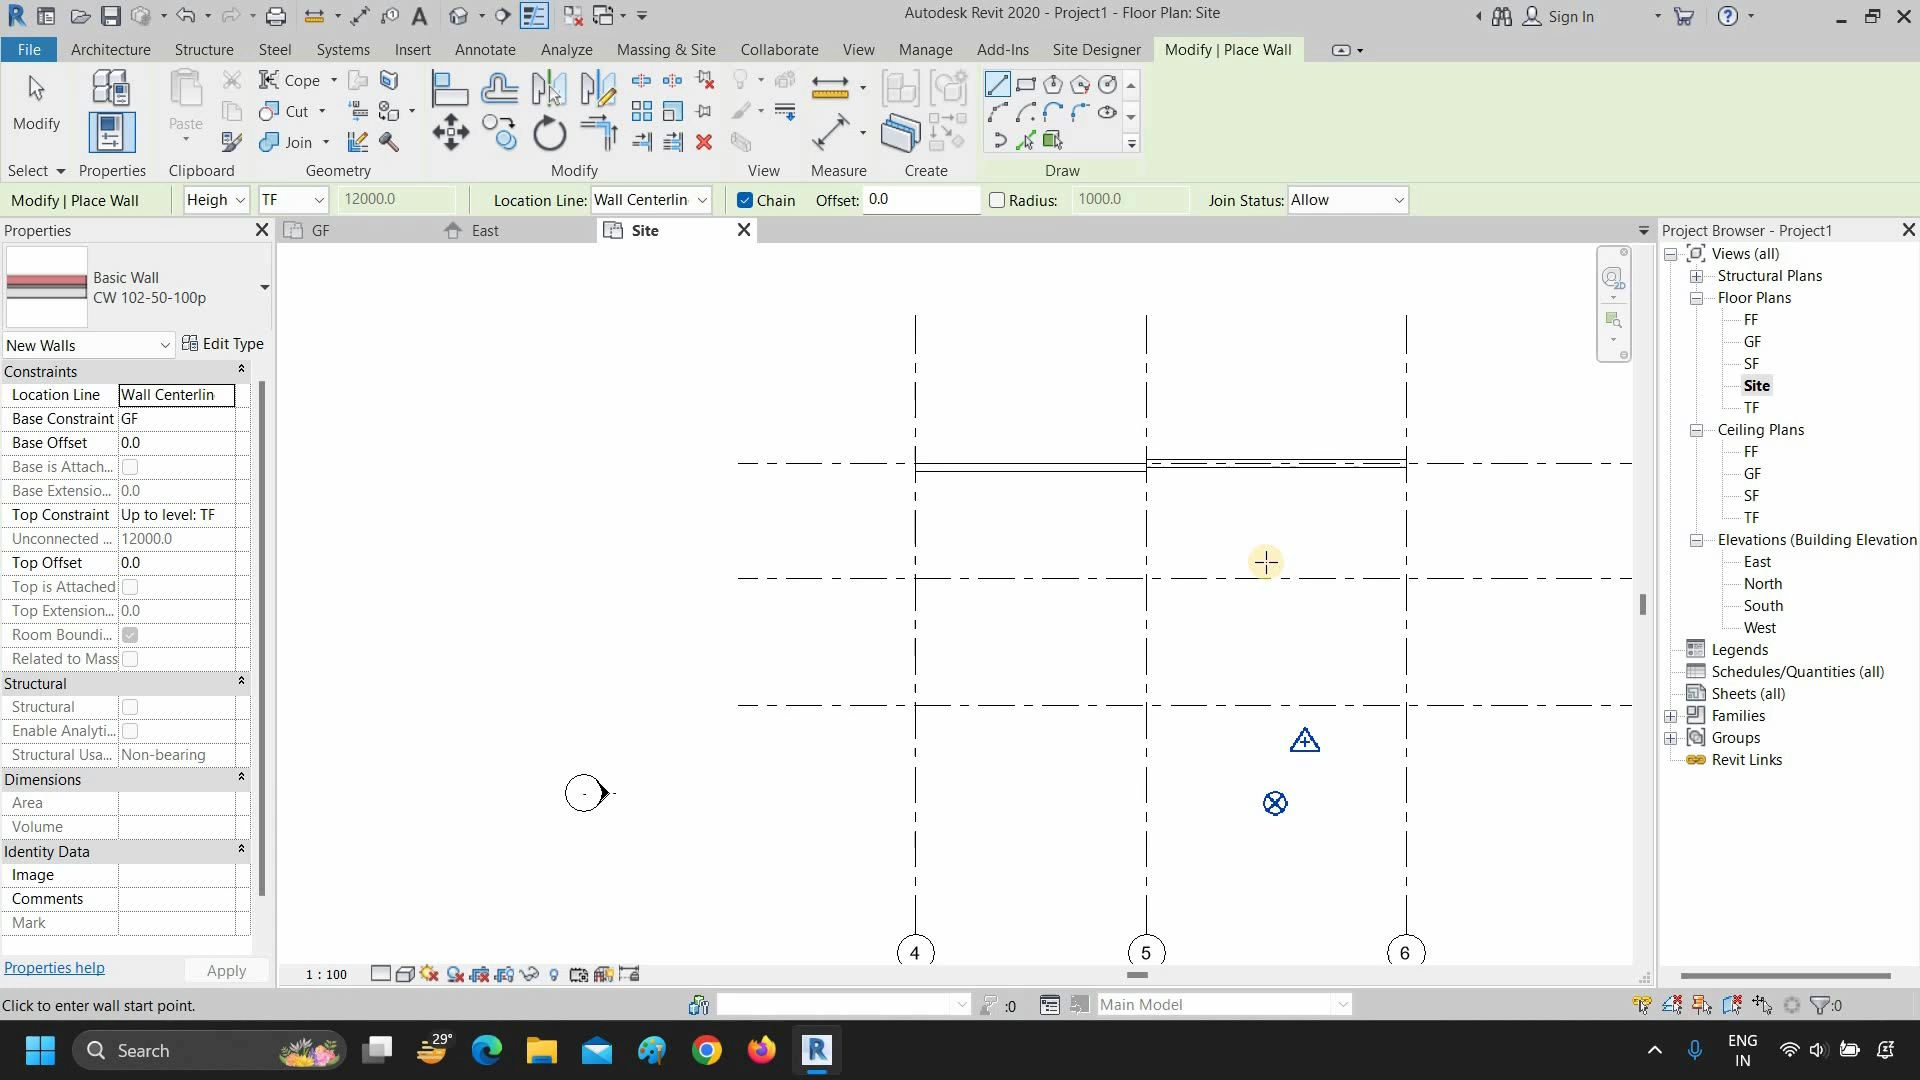 Autodesk Revit 2020 - Project1 - Floor Plan: Site
Sign In
File Architecture Structure Steel Systems Insert Annotate Analyze Massing & Site Collaborate View Manage Add-Ins Site Designer Modify | Place Wall
Modify
Paste
Cope
Cut
Join
Select Properties Clipboard Geometry Modify View Measure Create Draw
Modify | Place Wall Heigh TF 12000.0 Location Line: Wall Centerlin Chain Offset: 0.0 Radius: 1000.0 Join Status: Allow
Properties
GF East Site
Project Browser - Project1
Basic Wall
CW 102-50-100p
New Walls Edit Type
Constraints
Location Line Wall Centerlin
Base Constraint GF
Base Offset 0.0
Base is Attach...
Base Extensio... 0.0
Top Constraint Up to level: TF
Unconnected ... 12000.0
Top Offset 0.0
Top is Attached
Top Extension... 0.0
Room Boundi...
Related to Mass
Structural
Structural
Enable Analyti...
Structural Usa... Non-bearing
Dimensions
Area
Volume
Identity Data
Image
Comments
Mark
Properties help Apply
2D
4 5 6
1 : 100
Views (all)
Structural Plans
Floor Plans
FF
GF
SF
Site
TF
Ceiling Plans
FF
GF
SF
TF
Elevations (Building Elevation
East
North
South
West
Legends
Schedules/Quantities (all)
Sheets (all)
Families
Groups
Revit Links
Click to enter wall start point.
:0
Main Model
:0
Search
29°
ENG
IN